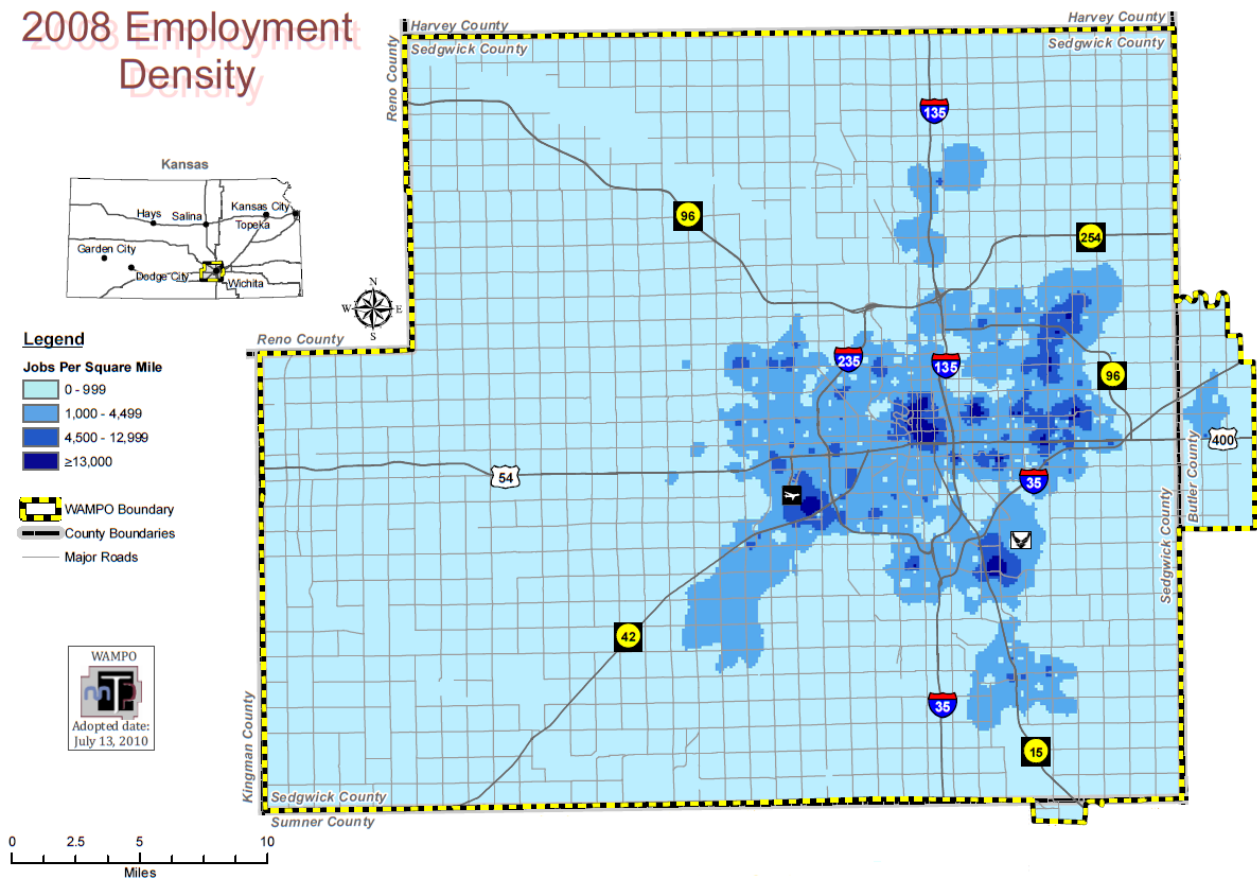 2008 Employment
Density
Harvey County
Sedgwick County
Harvey County
Sedgwick County
Reno County
135
Kansas
Hays
Salina
Kansas City
Topeka
Garden City
Dodge City
Wichita
N
W
E
S
96
254
Reno County
Legend
Jobs Per Square Mile
0 - 999
1,000 - 4,499
4,500 - 12,999
≥13,000
WAMPO Boundary
County Boundaries
Major Roads
235
135
96
400
54
35
Butler County
Sedgwick County
42
35
15
WAMPO
mTP
Adopted date:
July 13, 2010
Kingman County
Sedgwick County
Sumner County
0
2.5
5
10
Miles